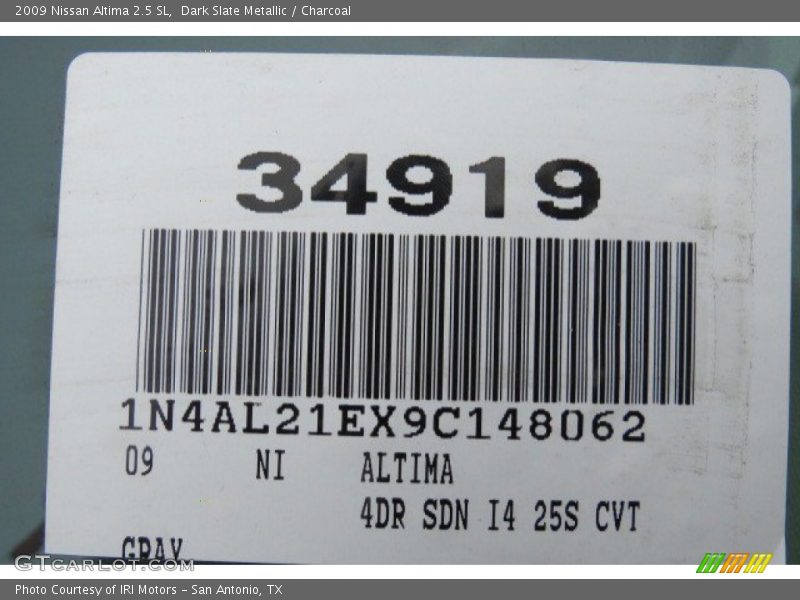 2009 Nissan Altima 2.5 SL,  Dark Slate Metallic / Charcoal
34919
1N4AL21EX9C148062
09 NI ALTIMA
4DR SDN I4 25S CVT
GRAY
GTCARLOT.COM
Photo Courtesy of IRI Motors – San Antonio, TX